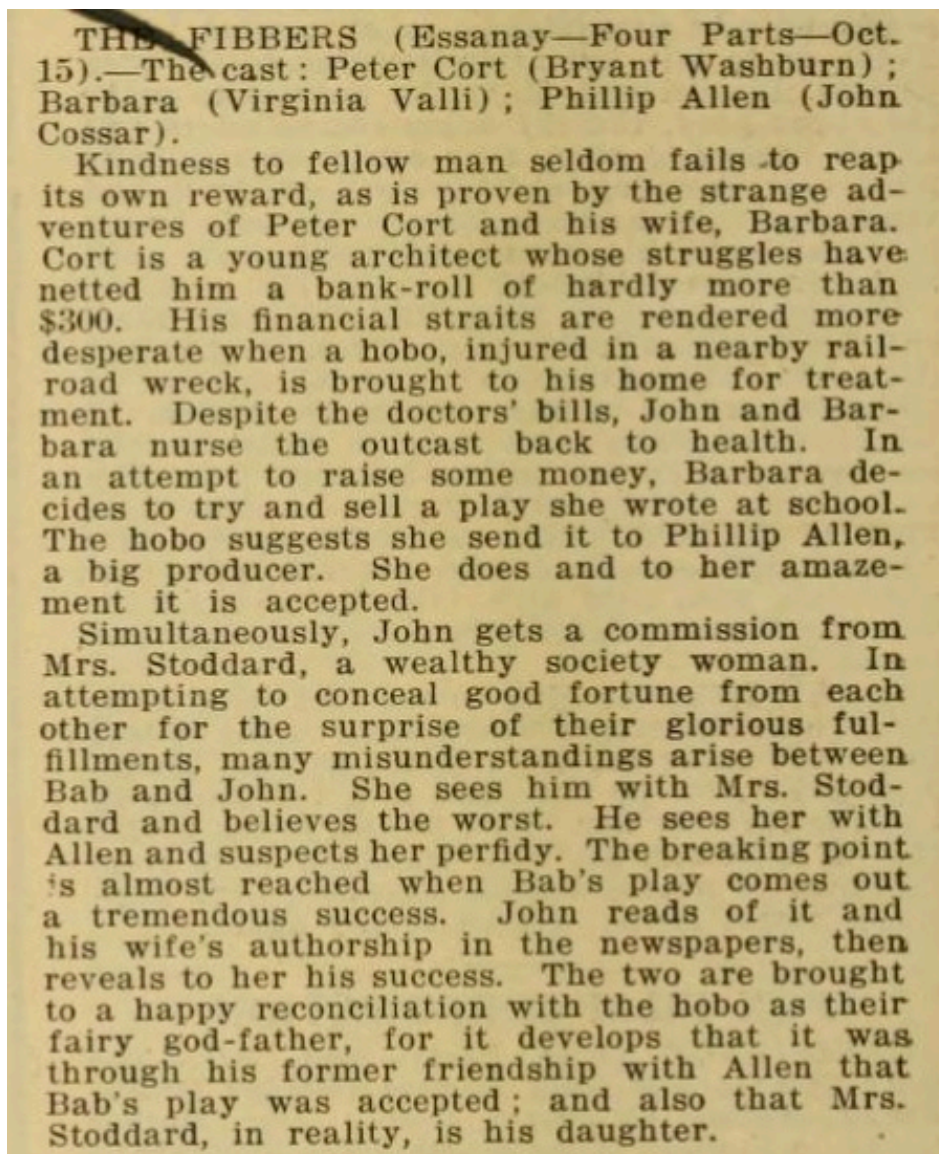 THE FIBBERS (Essanay—Four Parts—Oct.
15).—The cast: Peter Cort (Bryant Washburn);
Barbara (Virginia Valli); Phillip Allen (John
Cossar).
Kindness to fellow man seldom fails to reap
its own reward, as is proven by the strange ad-
ventures of Peter Cort and his wife, Barbara.
Cort is a young architect whose struggles have
netted him a bank-roll of hardly more than
$300. His financial straits are rendered more
desperate when a hobo, injured in a nearby rail-
road wreck, is brought to his home for treat-
ment. Despite the doctors' bills, John and Bar-
bara nurse the outcast back to health. In
an attempt to raise some money, Barbara de-
cides to try and sell a play she wrote at school.
The hobo suggests she send it to Phillip Allen,
a big producer. She does and to her amaze-
ment it is accepted.
Simultaneously, John gets a commission from
Mrs. Stoddard, a wealthy society woman. In
attempting to conceal good fortune from each
other for the surprise of their glorious ful-
fillments, many misunderstandings arise between
Bab and John. She sees him with Mrs. Stod-
dard and believes the worst. He sees her with
Allen and suspects her perfidy. The breaking point
is almost reached when Bab's play comes out
a tremendous success. John reads of it and
his wife's authorship in the newspapers, then
reveals to her his success. The two are brought
to a happy reconciliation with the hobo as their
fairy god-father, for it develops that it was
through his former friendship with Allen that
Bab's play was accepted; and also that Mrs.
Stoddard, in reality, is his daughter.